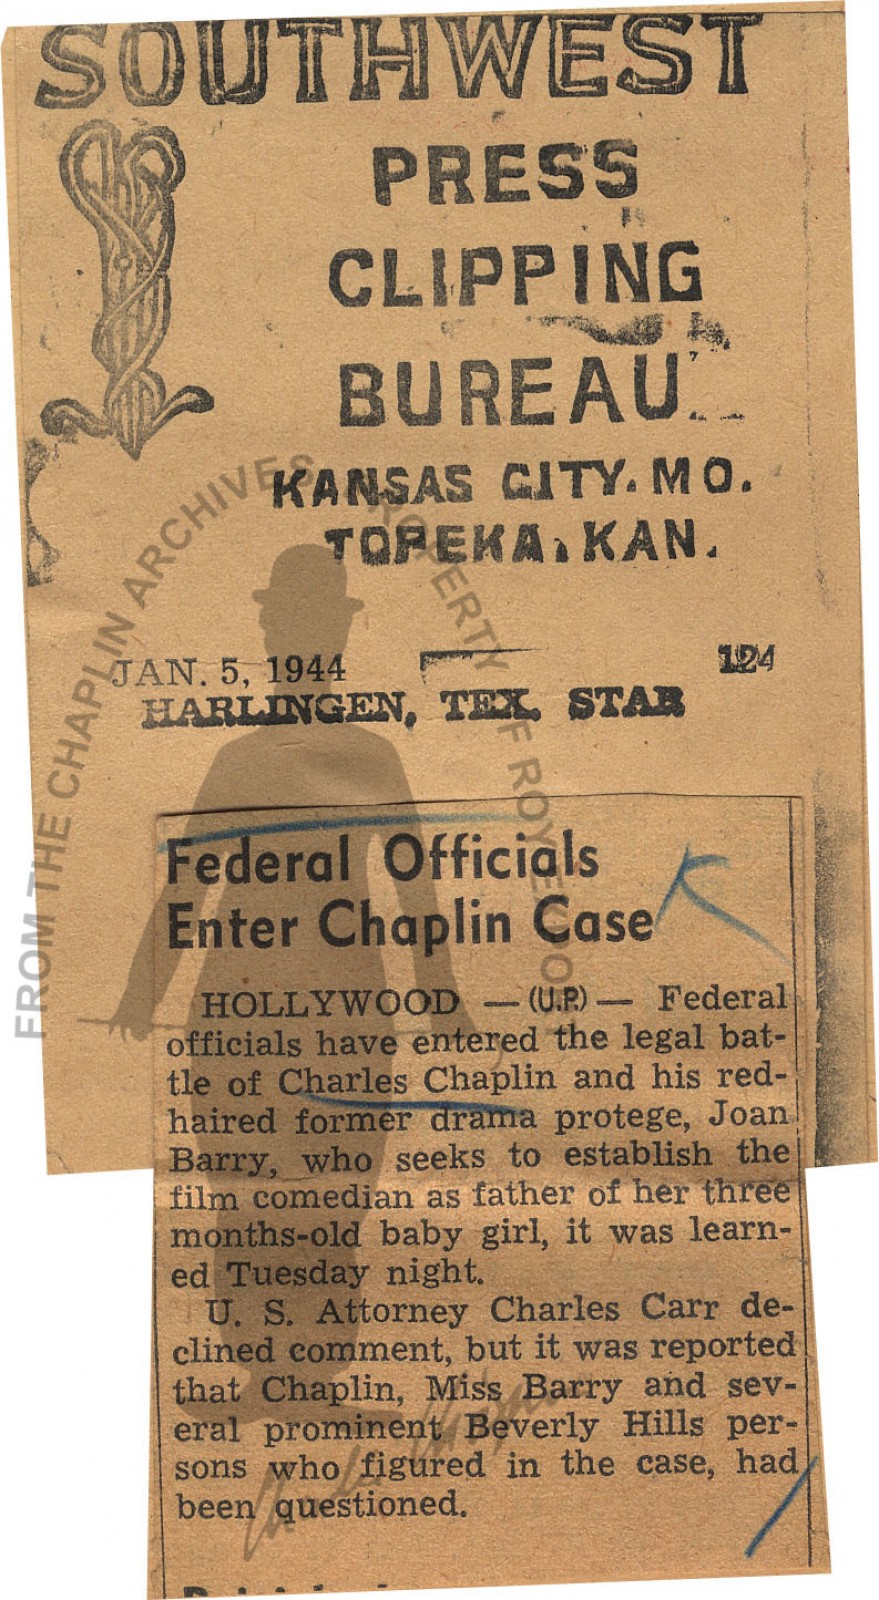 SOUTHWEST
PRESS
CLIPPING
BUREAU
KANSAS CITY. MO.
TOPEKA. KAN.
JAN. 5, 1944
124
HARLINGEN, TEX. STAR
Federal Officials
Enter Chaplin Case
HOLLYWOOD —(U.P.)— Federal
officials have entered the legal bat-
tle of Charles Chaplin and his red-
haired former drama protege, Joan
Barry, who seeks to establish the
film comedian as father of her three
months-old baby girl, it was learn-
ed Tuesday night.
U. S. Attorney Charles Carr de-
clined comment, but it was reported
that Chaplin, Miss Barry and sev-
eral prominent Beverly Hills per-
sons who figured in the case, had
been questioned.
FROM THE CHAPLIN ARCHIVES PROPERTY OF ROY EXPORT